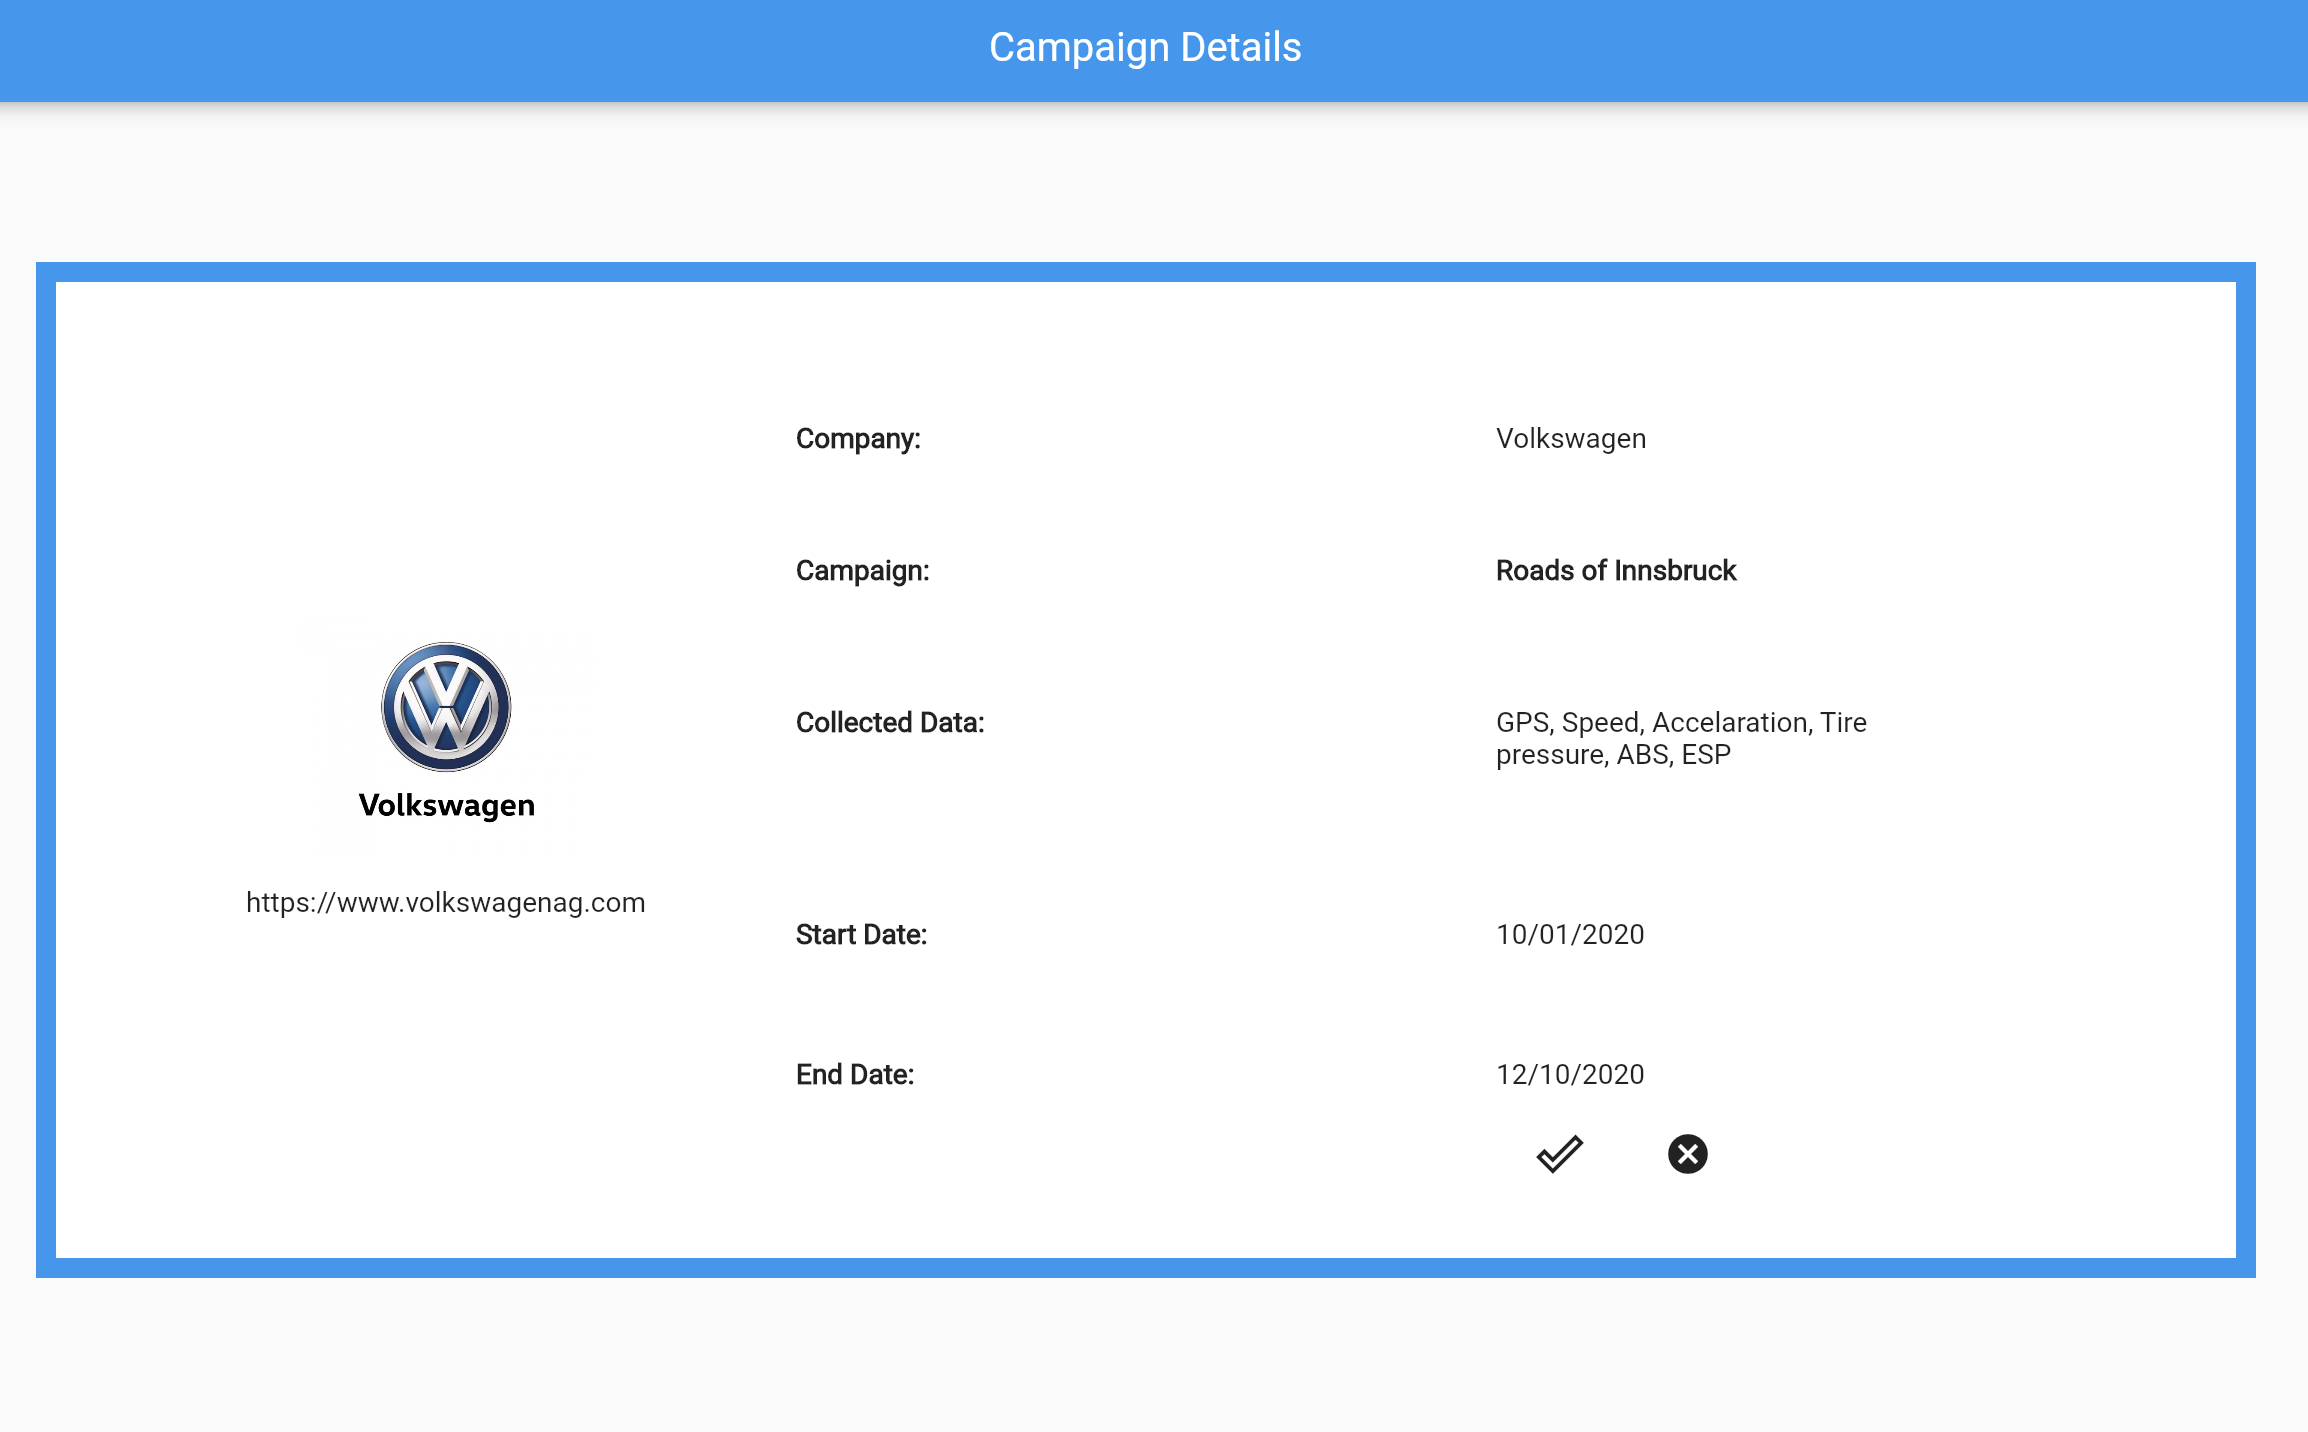 Campaign Details
Volkswagen
https://www.volkswagenag.com
Company: Volkswagen
Campaign: Roads of Innsbruck
Collected Data: GPS, Speed, Accelaration, Tire
pressure, ABS, ESP
Start Date: 10/01/2020
End Date: 12/10/2020